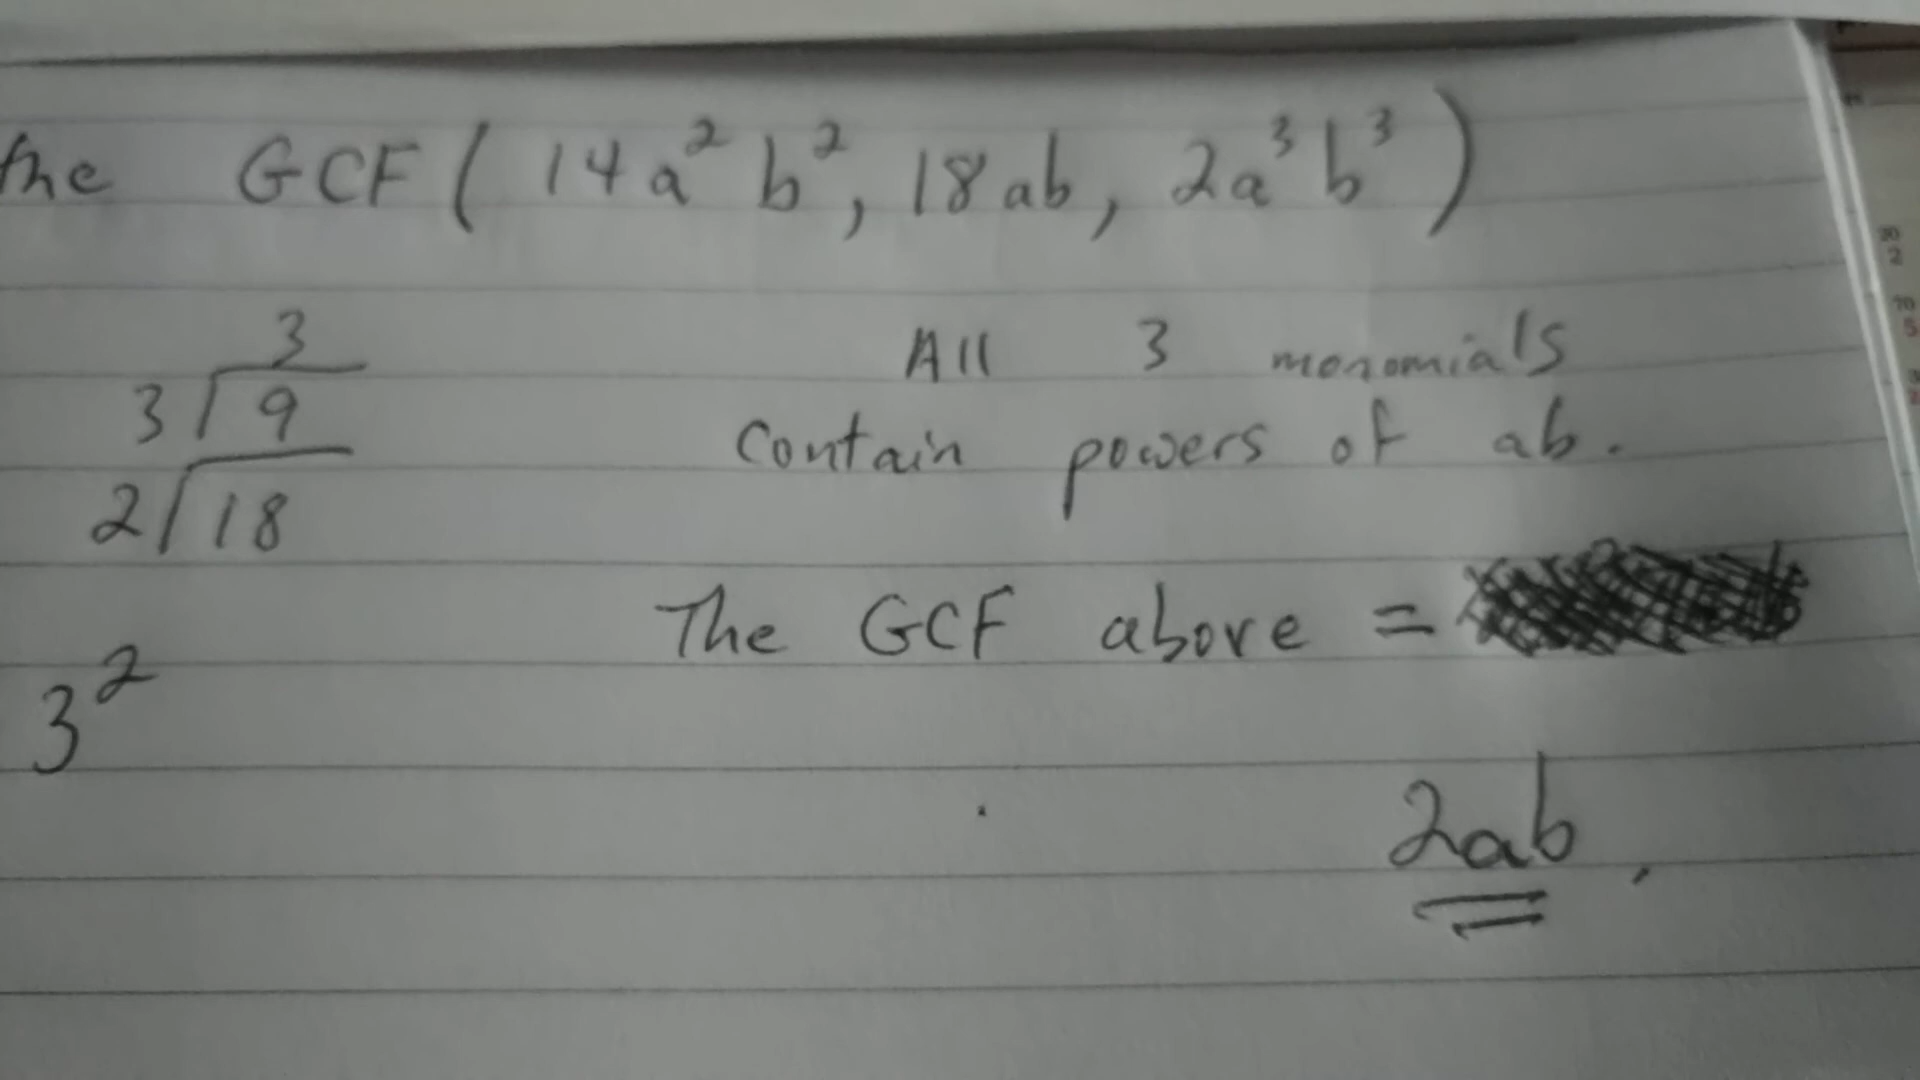 the GCF ( 14a²b², 18ab, 2a³b³ )
3
3 9
2 18
3²
All 3 monomials
contain powers of ab.
The GCF above =
2ab.